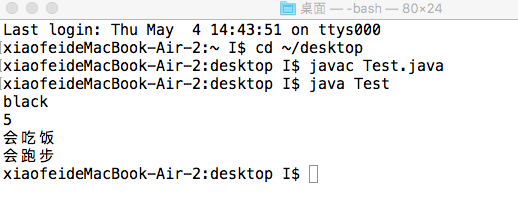 桌面 — -bash — 80×24
Last login: Thu May  4 14:43:51 on ttys000
[xiaofeideMacBook-Air-2:~ I$ cd ~/desktop
[xiaofeideMacBook-Air-2:desktop I$ javac Test.java
[xiaofeideMacBook-Air-2:desktop I$ java Test
black
5
会吃饭
会跑步
xiaofeideMacBook-Air-2:desktop I$